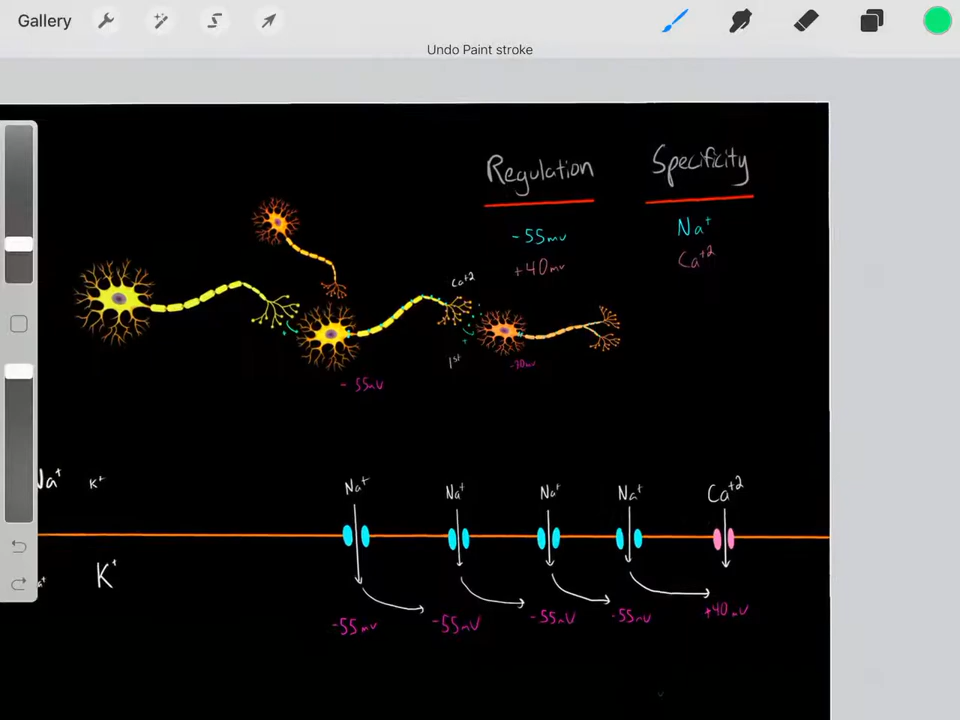 Gallery
Undo Paint stroke
Regulation
Specificity
-55mv
Na⁺
+40mv
Ca⁺²
Ca⁺²
1st
-70mv
- 55mV
Na⁺ K⁺
Na⁺ Na⁺ Na⁺ Na⁺ Ca⁺²
K⁺
-55mV -55mV -55mV -55mV +40mV